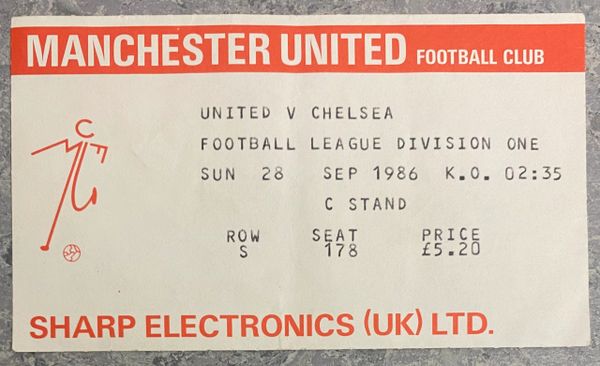 MANCHESTER UNITED FOOTBALL CLUB
UNITED V CHELSEA
FOOTBALL LEAGUE DIVISION ONE
SUN 28 SEP 1986 K.O. 02:35
C STAND
ROW SEAT PRICE
S 178 £5.20
SHARP ELECTRONICS (UK) LTD.